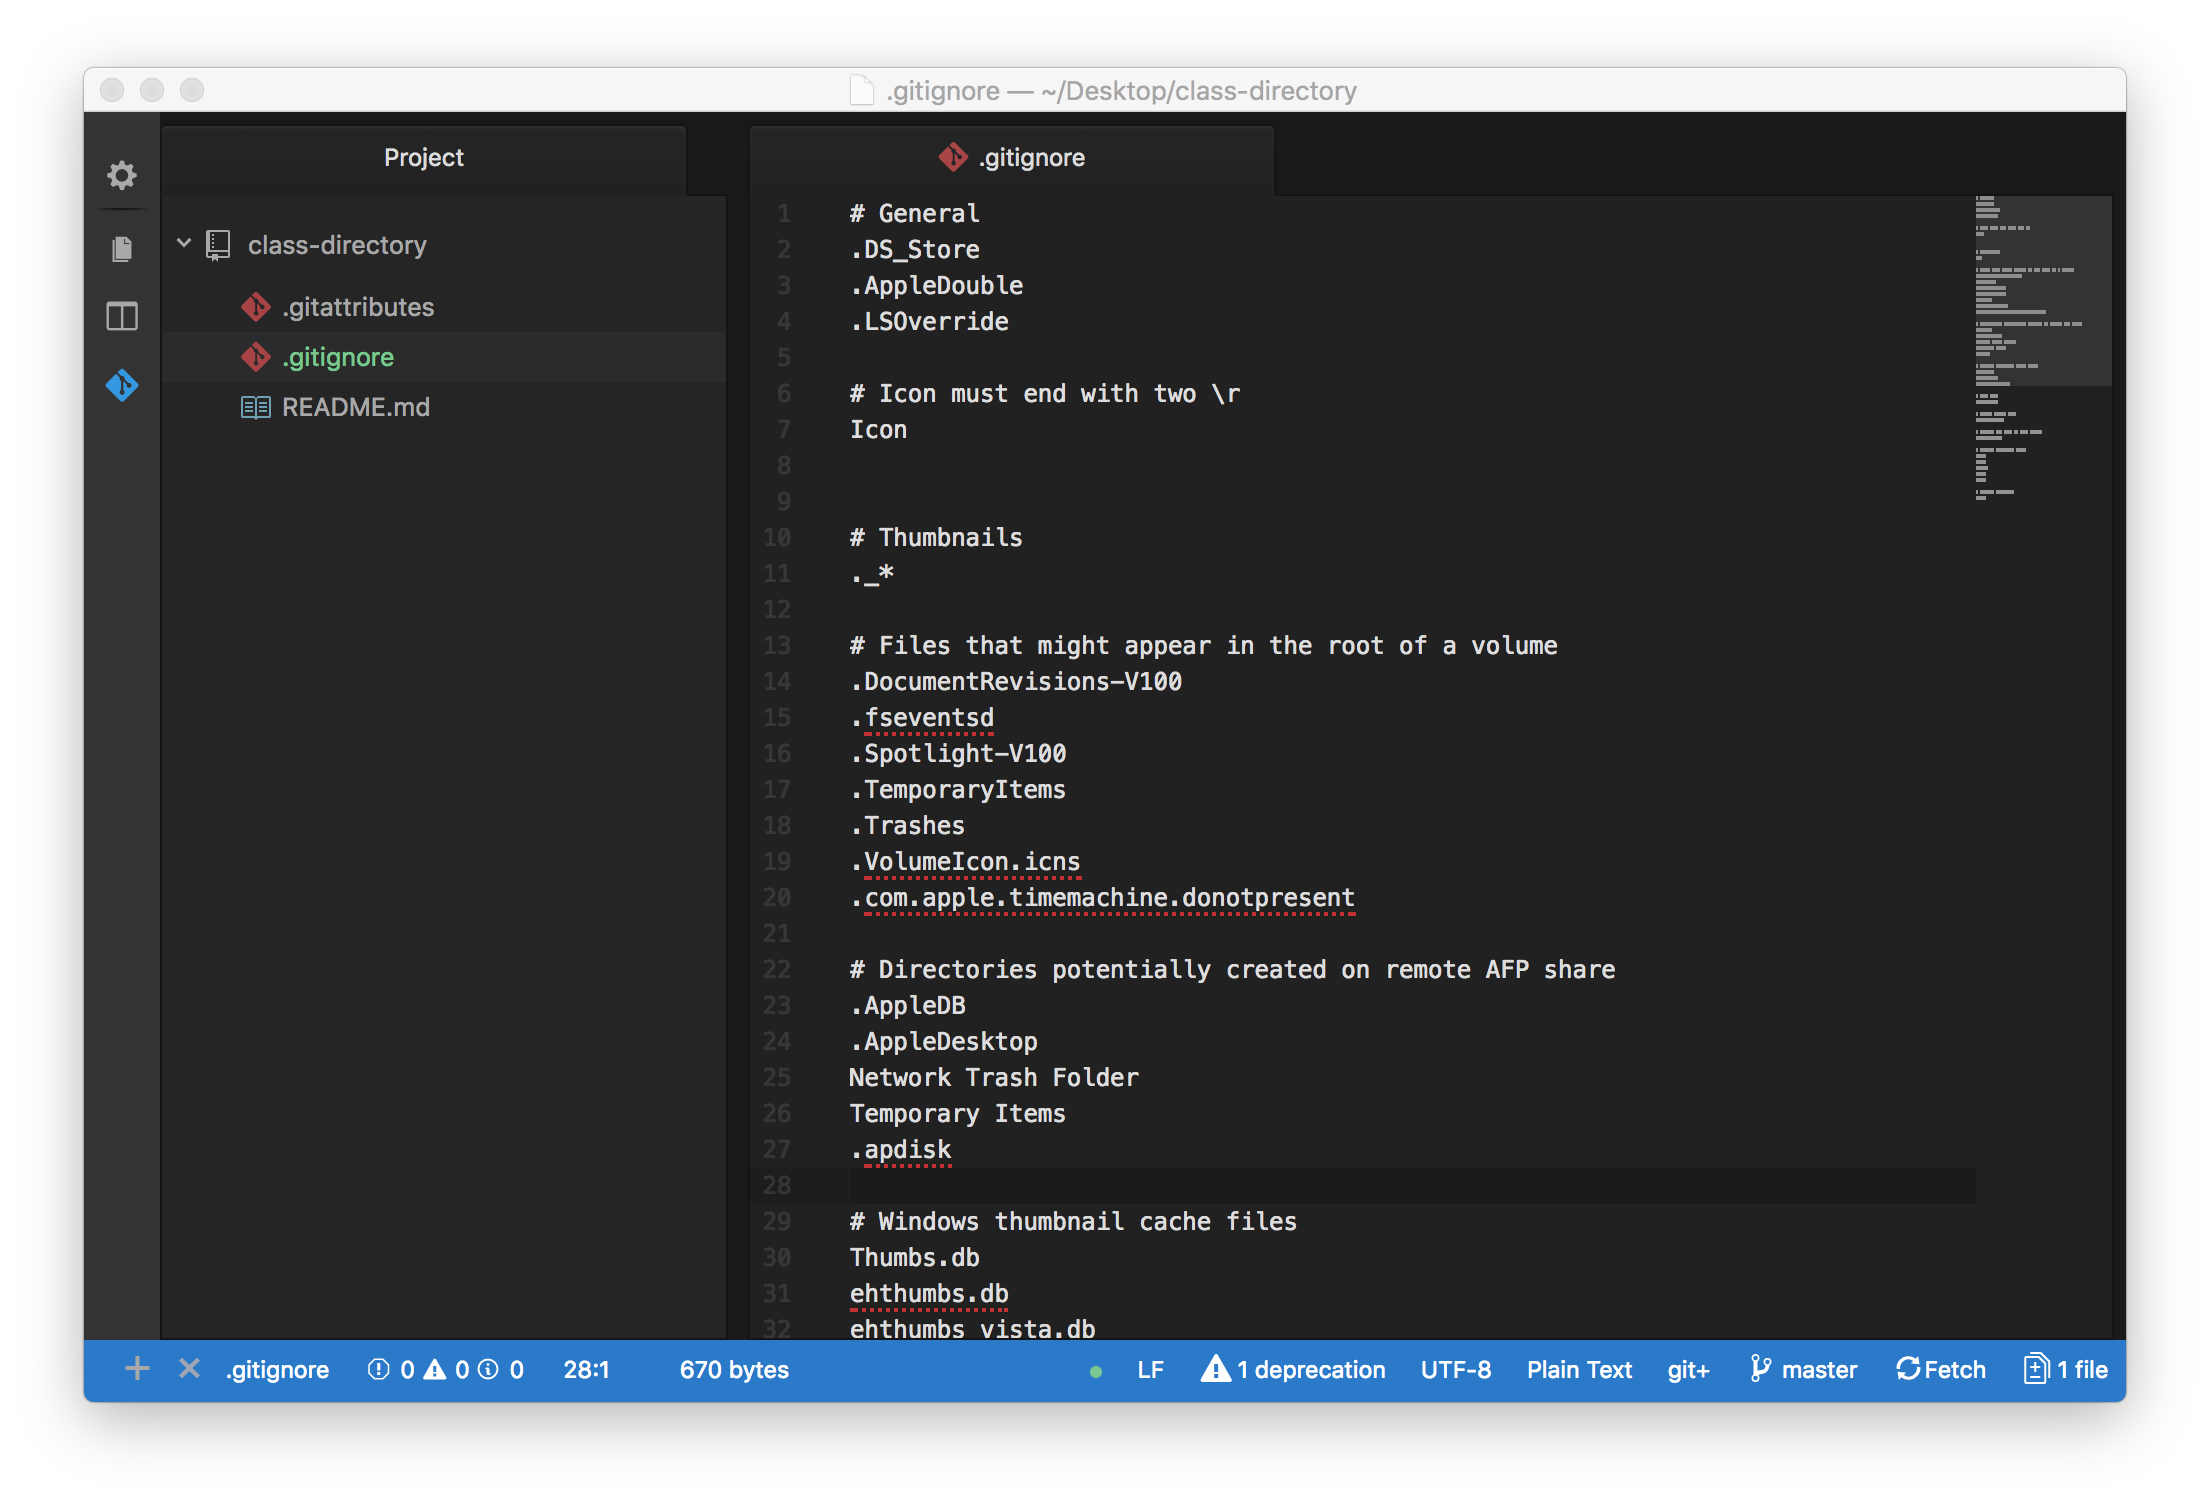 .gitignore — ~/Desktop/class-directory
Project
class-directory
.gitattributes
.gitignore
README.md
.gitignore
1 # General
2 .DS_Store
3 .AppleDouble
4 .LSOverride
5
6 # Icon must end with two \r
7 Icon
8
9
10 # Thumbnails
11 ._*
12
13 # Files that might appear in the root of a volume
14 .DocumentRevisions-V100
15 .fseventsd
16 .Spotlight-V100
17 .TemporaryItems
18 .Trashes
19 .VolumeIcon.icns
20 .com.apple.timemachine.donotpresent
21
22 # Directories potentially created on remote AFP share
23 .AppleDB
24 .AppleDesktop
25 Network Trash Folder
26 Temporary Items
27 .apdisk
28
29 # Windows thumbnail cache files
30 Thumbs.db
31 ehthumbs.db
32 ehthumbs_vista.db
.gitignore 0 0 0 28:1 670 bytes LF 1 deprecation UTF-8 Plain Text git+ master Fetch 1 file